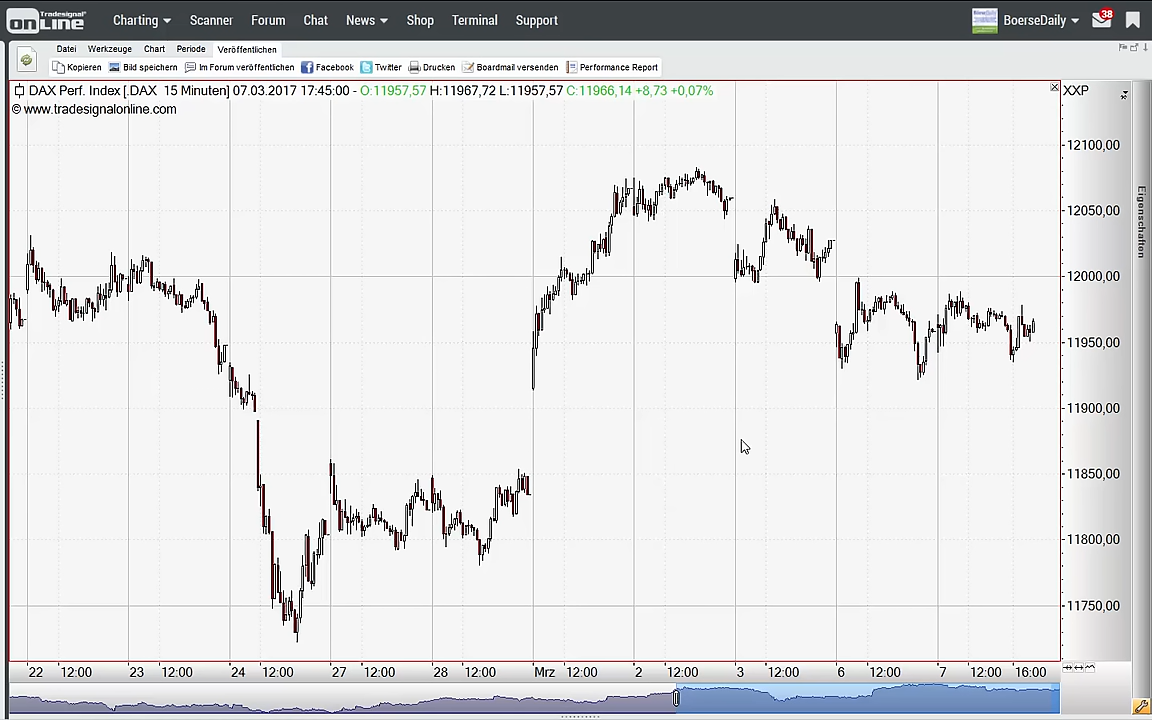 Tradesignal®
onLine
Charting Scanner Forum Chat News Shop Terminal Support
BoerseDaily
38
Datei Werkzeuge Chart Periode Veröffentlichen
Kopieren Bild speichern Im Forum veröffentlichen Facebook Twitter Drucken Boardmail versenden Performance Report
DAX Perf. Index [.DAX 15 Minuten] 07.03.2017 17:45:00 - O:11957,57 H:11967,72 L:11957,57 C:11966,14 +8,73 +0,07%
XXP
© www.tradesignalonline.com
12100,00
12050,00
12000,00
11950,00
11900,00
11850,00
11800,00
11750,00
Eigenschaften
22 12:00 23 12:00 24 12:00 27 12:00 28 12:00 Mrz 12:00 2 12:00 3 12:00 6 12:00 7 12:00 16:00